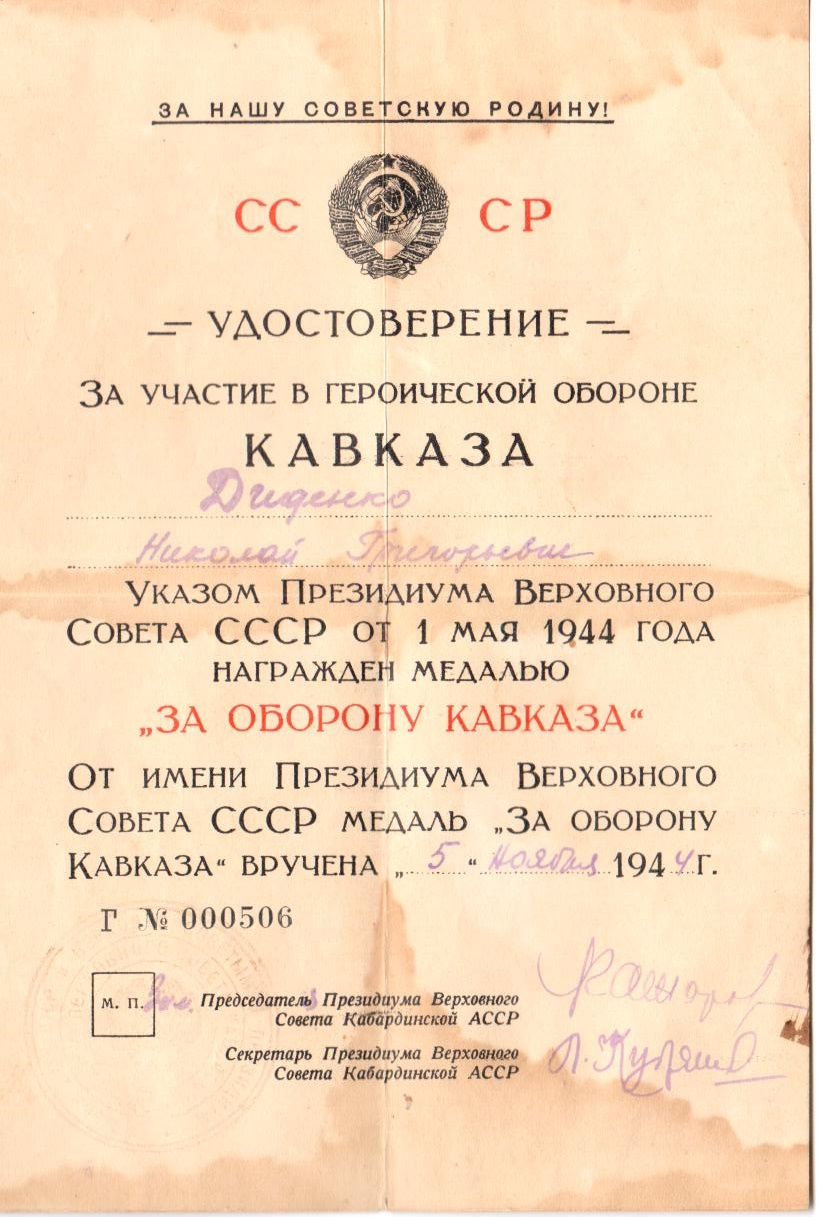 ЗА НАШУ СОВЕТСКУЮ РОДИНУ!
СС СР
УДОСТОВЕРЕНИЕ
ЗА УЧАСТИЕ В ГЕРОИЧЕСКОЙ ОБОРОНЕ
КАВКАЗА
Диденко
Николай Григорьевич
УКАЗОМ ПРЕЗИДИУМА ВЕРХОВНОГО
СОВЕТА СССР ОТ 1 МАЯ 1944 ГОДА
НАГРАЖДЕН МЕДАЛЬЮ
„ЗА ОБОРОНУ КАВКАЗА“
ОТ ИМЕНИ ПРЕЗИДИУМА ВЕРХОВНОГО
СОВЕТА СССР МЕДАЛЬ „ЗА ОБОРОНУ
КАВКАЗА“ ВРУЧЕНА „5“ Ноября 1944 Г.
Г № 000506
м. п. Зам. Председатель Президиума Верховного
Совета Кабардинской АССР
Секретарь Президиума Верховного
Совета Кабардинской АССР